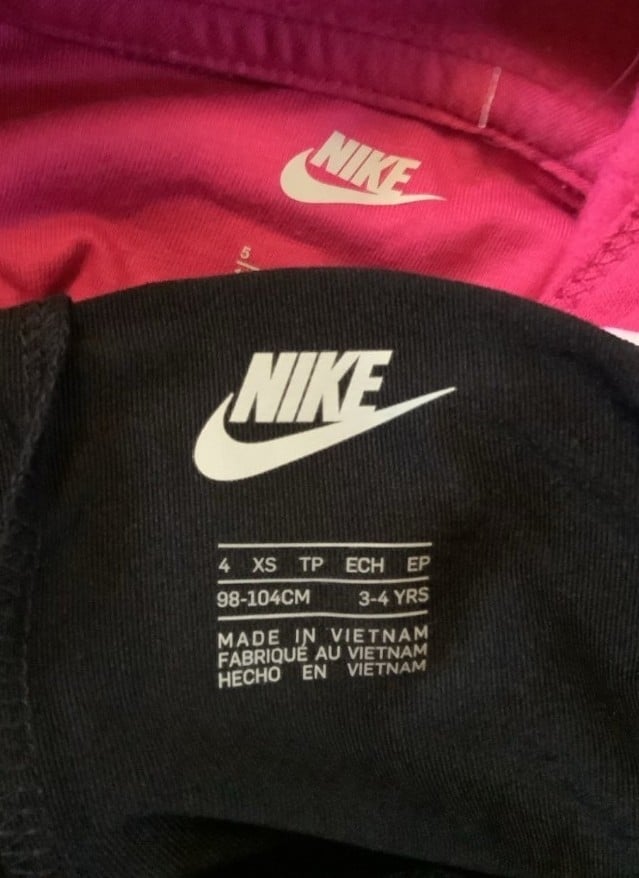 NIKE
5
NIKE
4 XS TP ECH EP
98-104CM 3-4 YRS
MADE IN VIETNAM
FABRIQUÉ AU VIETNAM
HECHO EN VIETNAM